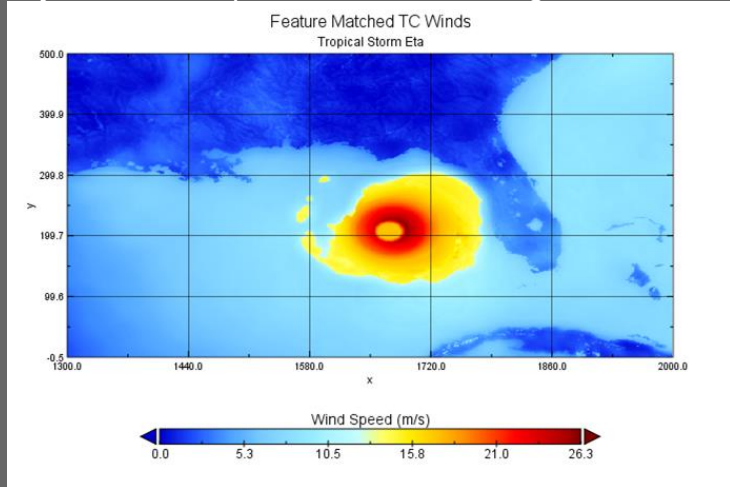 Feature Matched TC Winds
Tropical Storm Eta
500.0
399.9
299.8
y
199.7
99.6
-0.5
1300.0 1440.0 1580.0 1720.0 1860.0 2000.0
x
Wind Speed (m/s)
0.0 5.3 10.5 15.8 21.0 26.3